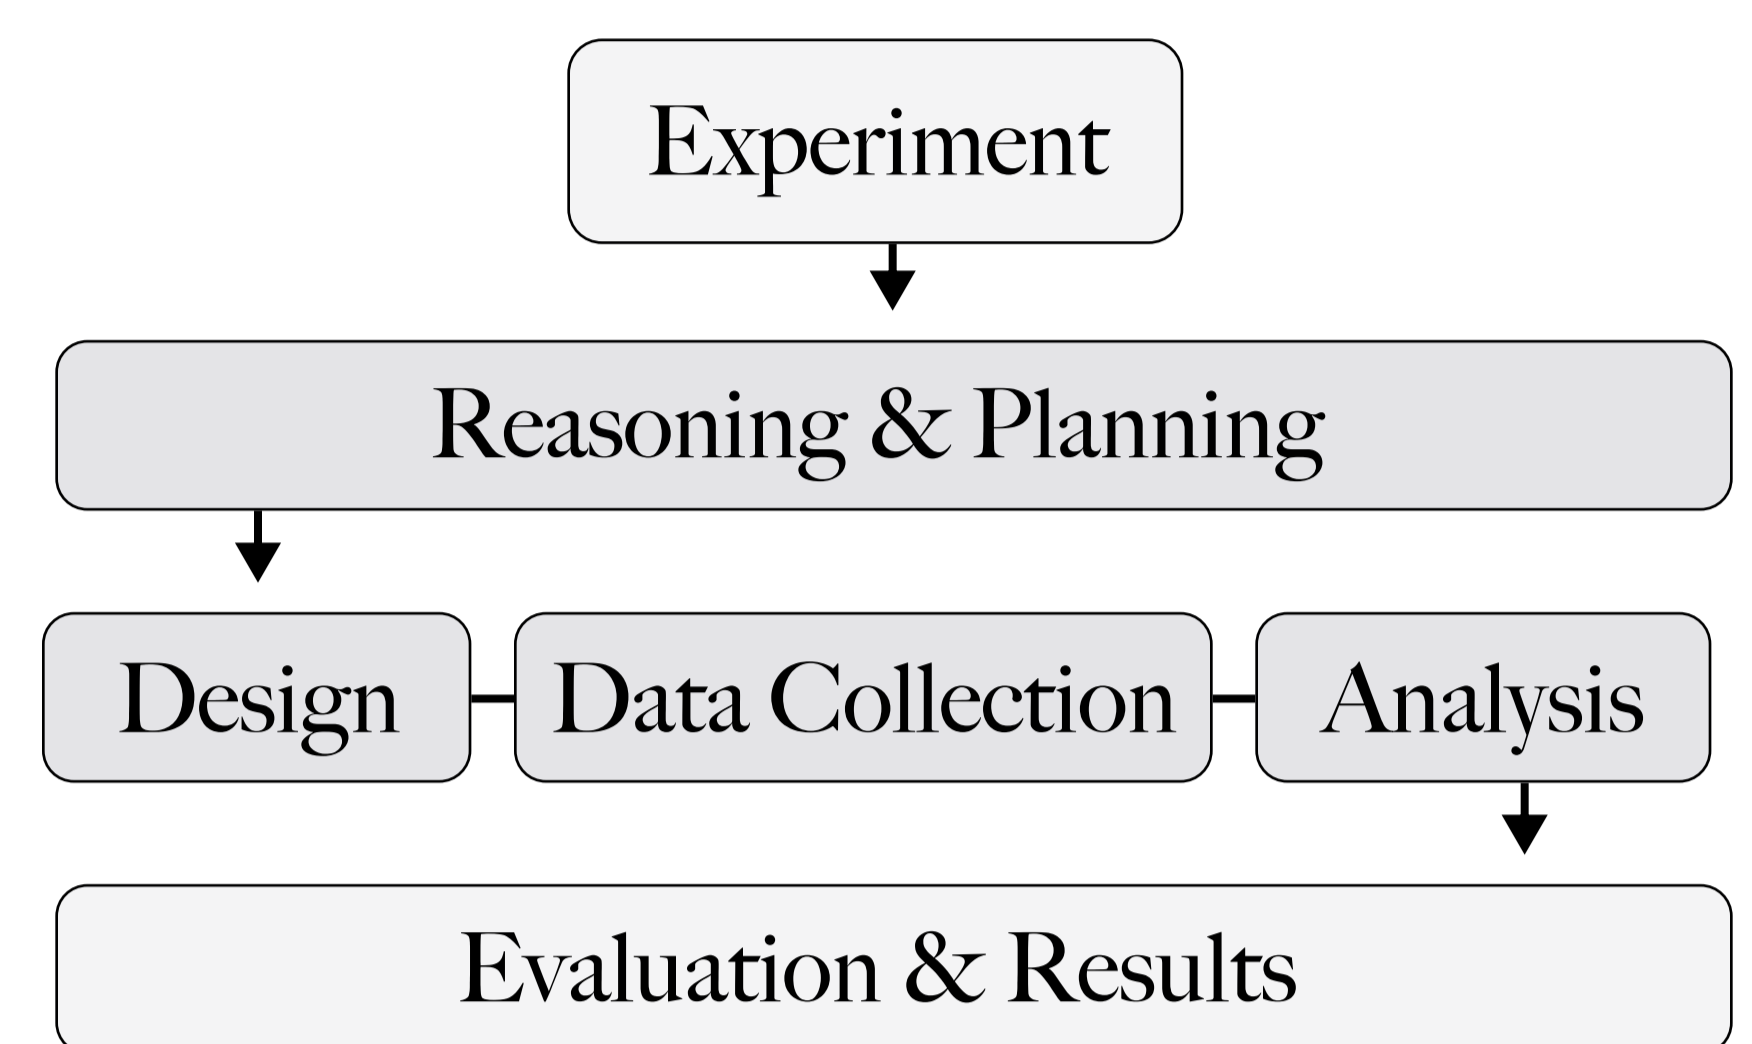 Experiment
Reasoning & Planning
Design
Data Collection
Analysis
Evaluation & Results